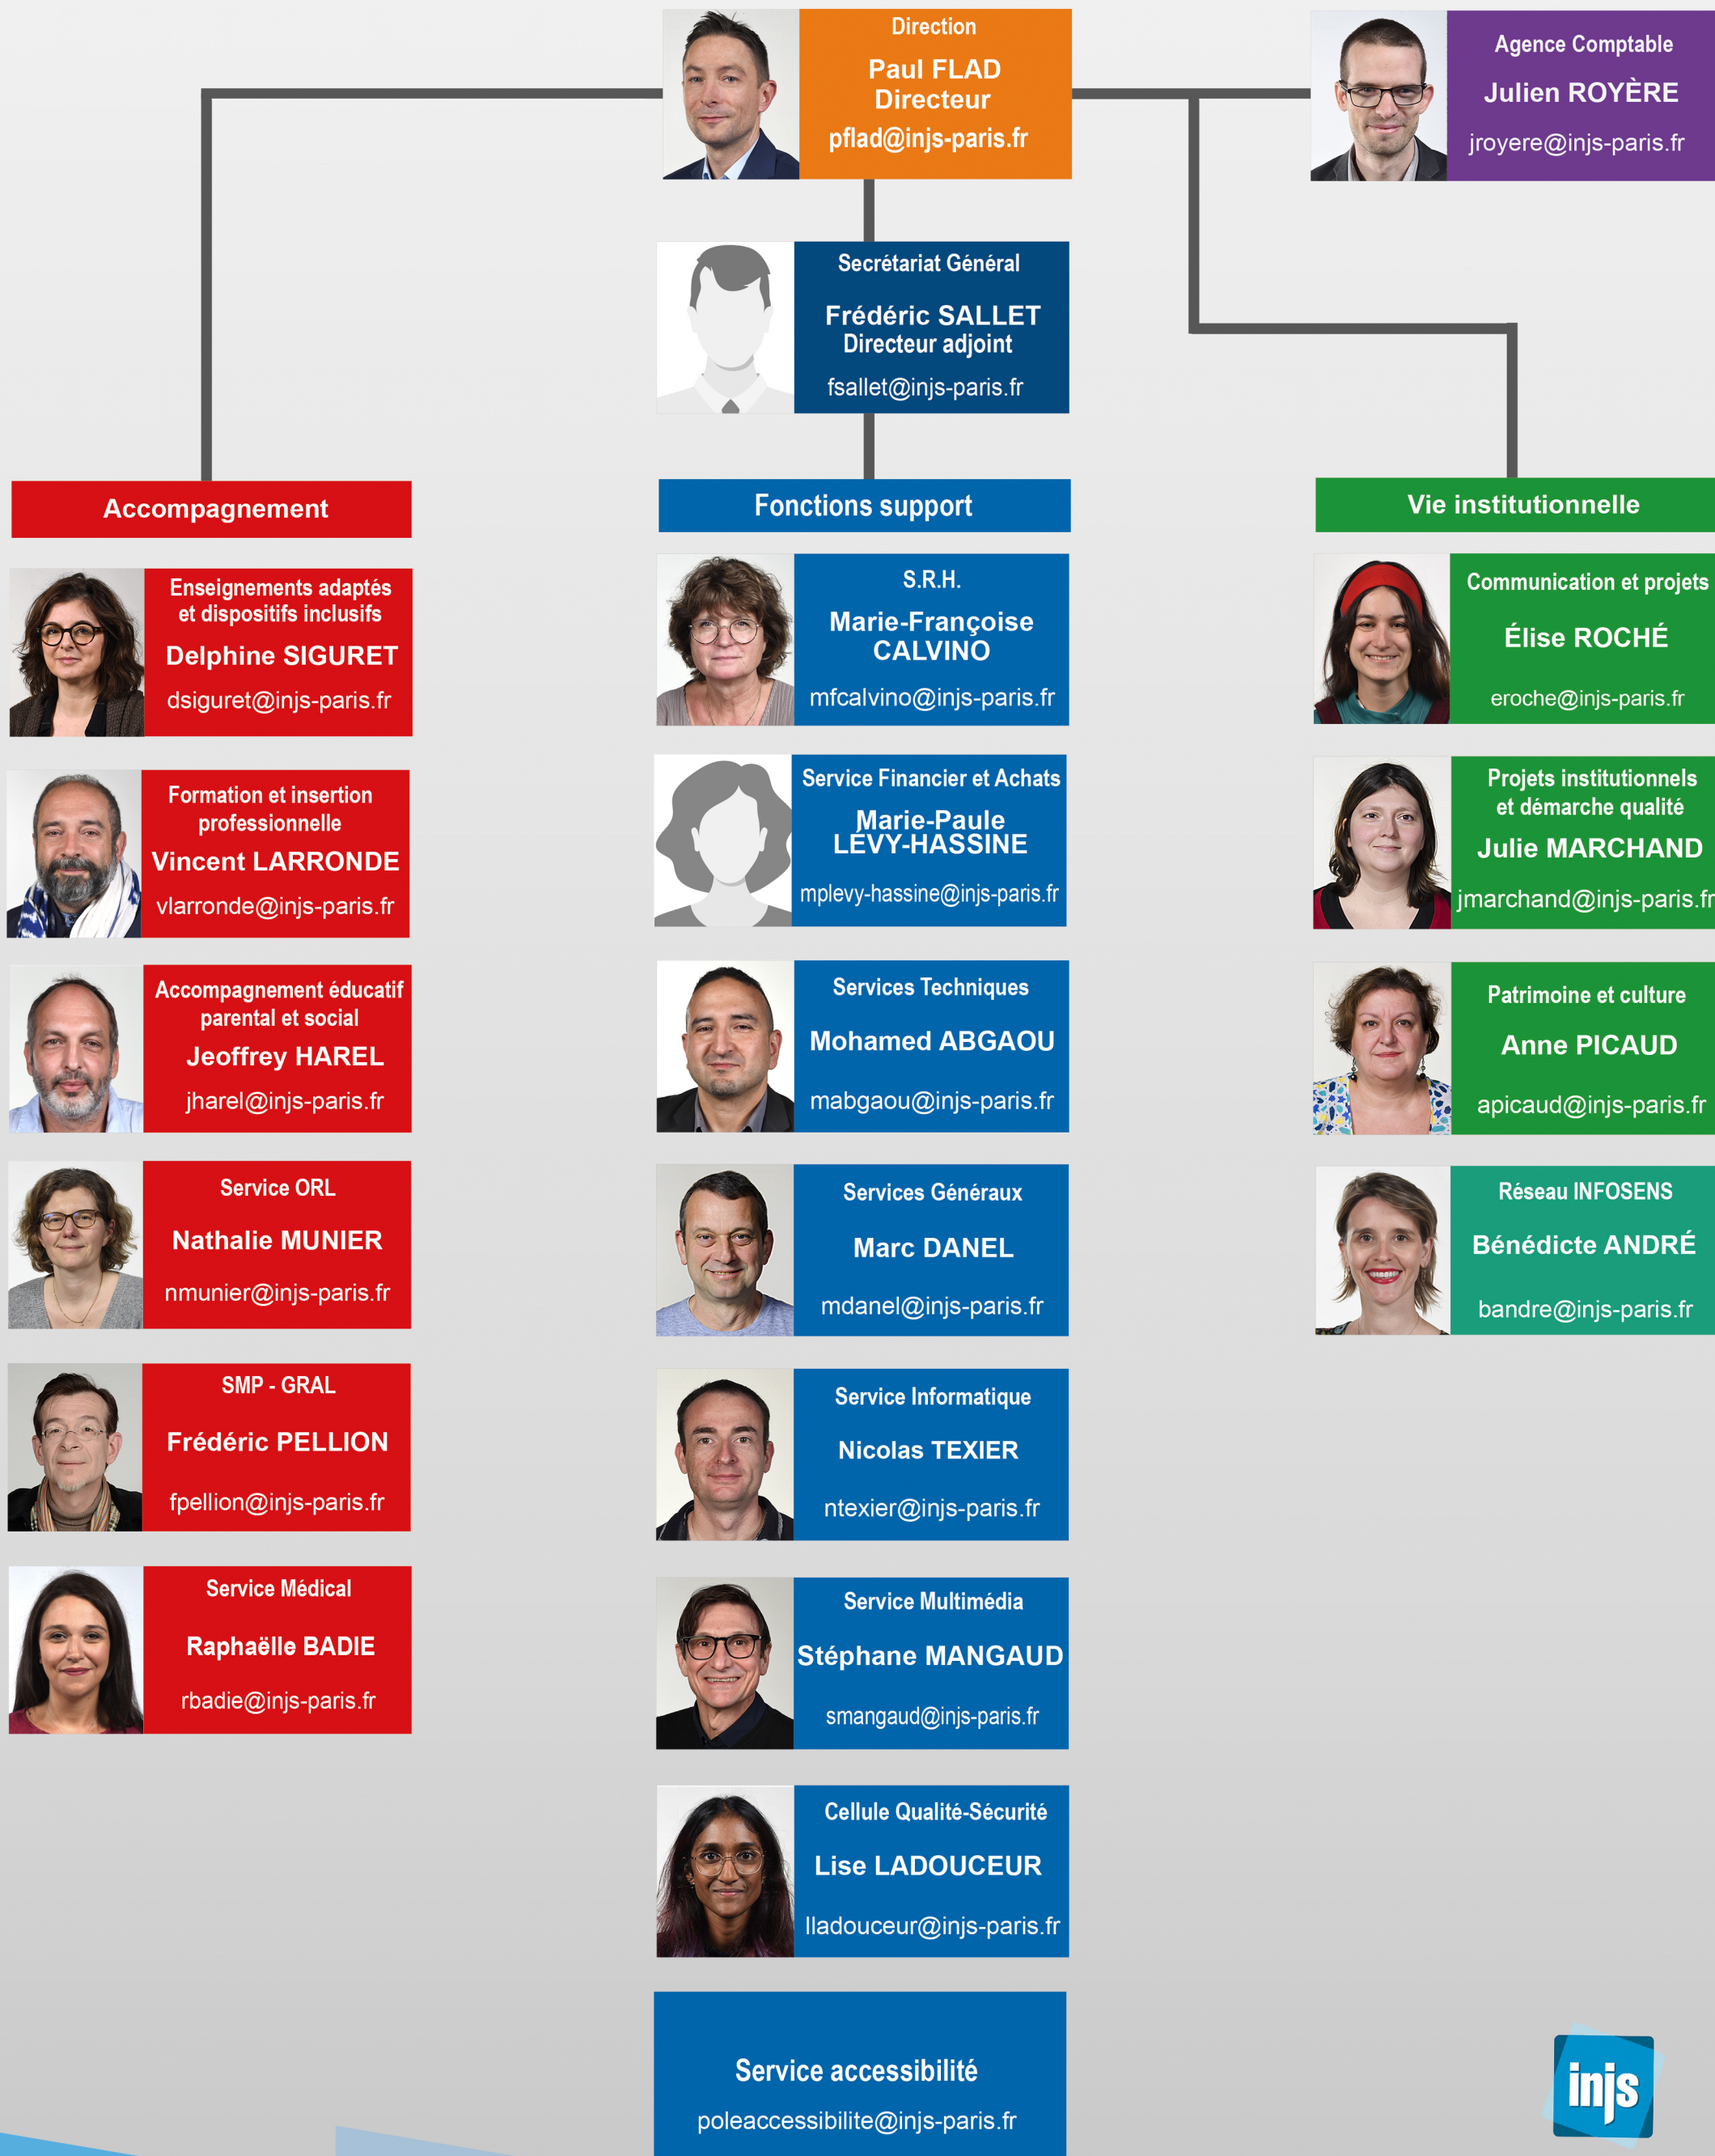 Direction
Paul FLAD
Directeur
pflad@injs-paris.fr
Agence Comptable
Julien ROYÈRE
jroyere@injs-paris.fr
Secrétariat Général
Frédéric SALLET
Directeur adjoint
fsallet@injs-paris.fr
Accompagnement
Enseignements adaptés
et dispositifs inclusifs
Delphine SIGURET
dsiguret@injs-paris.fr
Formation et insertion
professionnelle
Vincent LARRONDE
vlarronde@injs-paris.fr
Accompagnement éducatif
parental et social
Jeoffrey HAREL
jharel@injs-paris.fr
Service ORL
Nathalie MUNIER
nmunier@injs-paris.fr
SMP - GRAL
Frédéric PELLION
fpellion@injs-paris.fr
Service Médical
Raphaëlle BADIE
rbadie@injs-paris.fr
Fonctions support
S.R.H.
Marie-Françoise
CALVINO
mfcalvino@injs-paris.fr
Service Financier et Achats
Marie-Paule
LÉVY-HASSINE
mplevy-hassine@injs-paris.fr
Services Techniques
Mohamed ABGAOU
mabgaou@injs-paris.fr
Services Généraux
Marc DANEL
mdanel@injs-paris.fr
Service Informatique
Nicolas TEXIER
ntexier@injs-paris.fr
Service Multimédia
Stéphane MANGAUD
smangaud@injs-paris.fr
Cellule Qualité-Sécurité
Lise LADOUCEUR
lladouceur@injs-paris.fr
Service accessibilité
poleaccessibilite@injs-paris.fr
Vie institutionnelle
Communication et projets
Élise ROCHÉ
eroche@injs-paris.fr
Projets institutionnels
et démarche qualité
Julie MARCHAND
jmarchand@injs-paris.fr
Patrimoine et culture
Anne PICAUD
apicaud@injs-paris.fr
Réseau INFOSENS
Bénédicte ANDRÉ
bandre@injs-paris.fr
injs